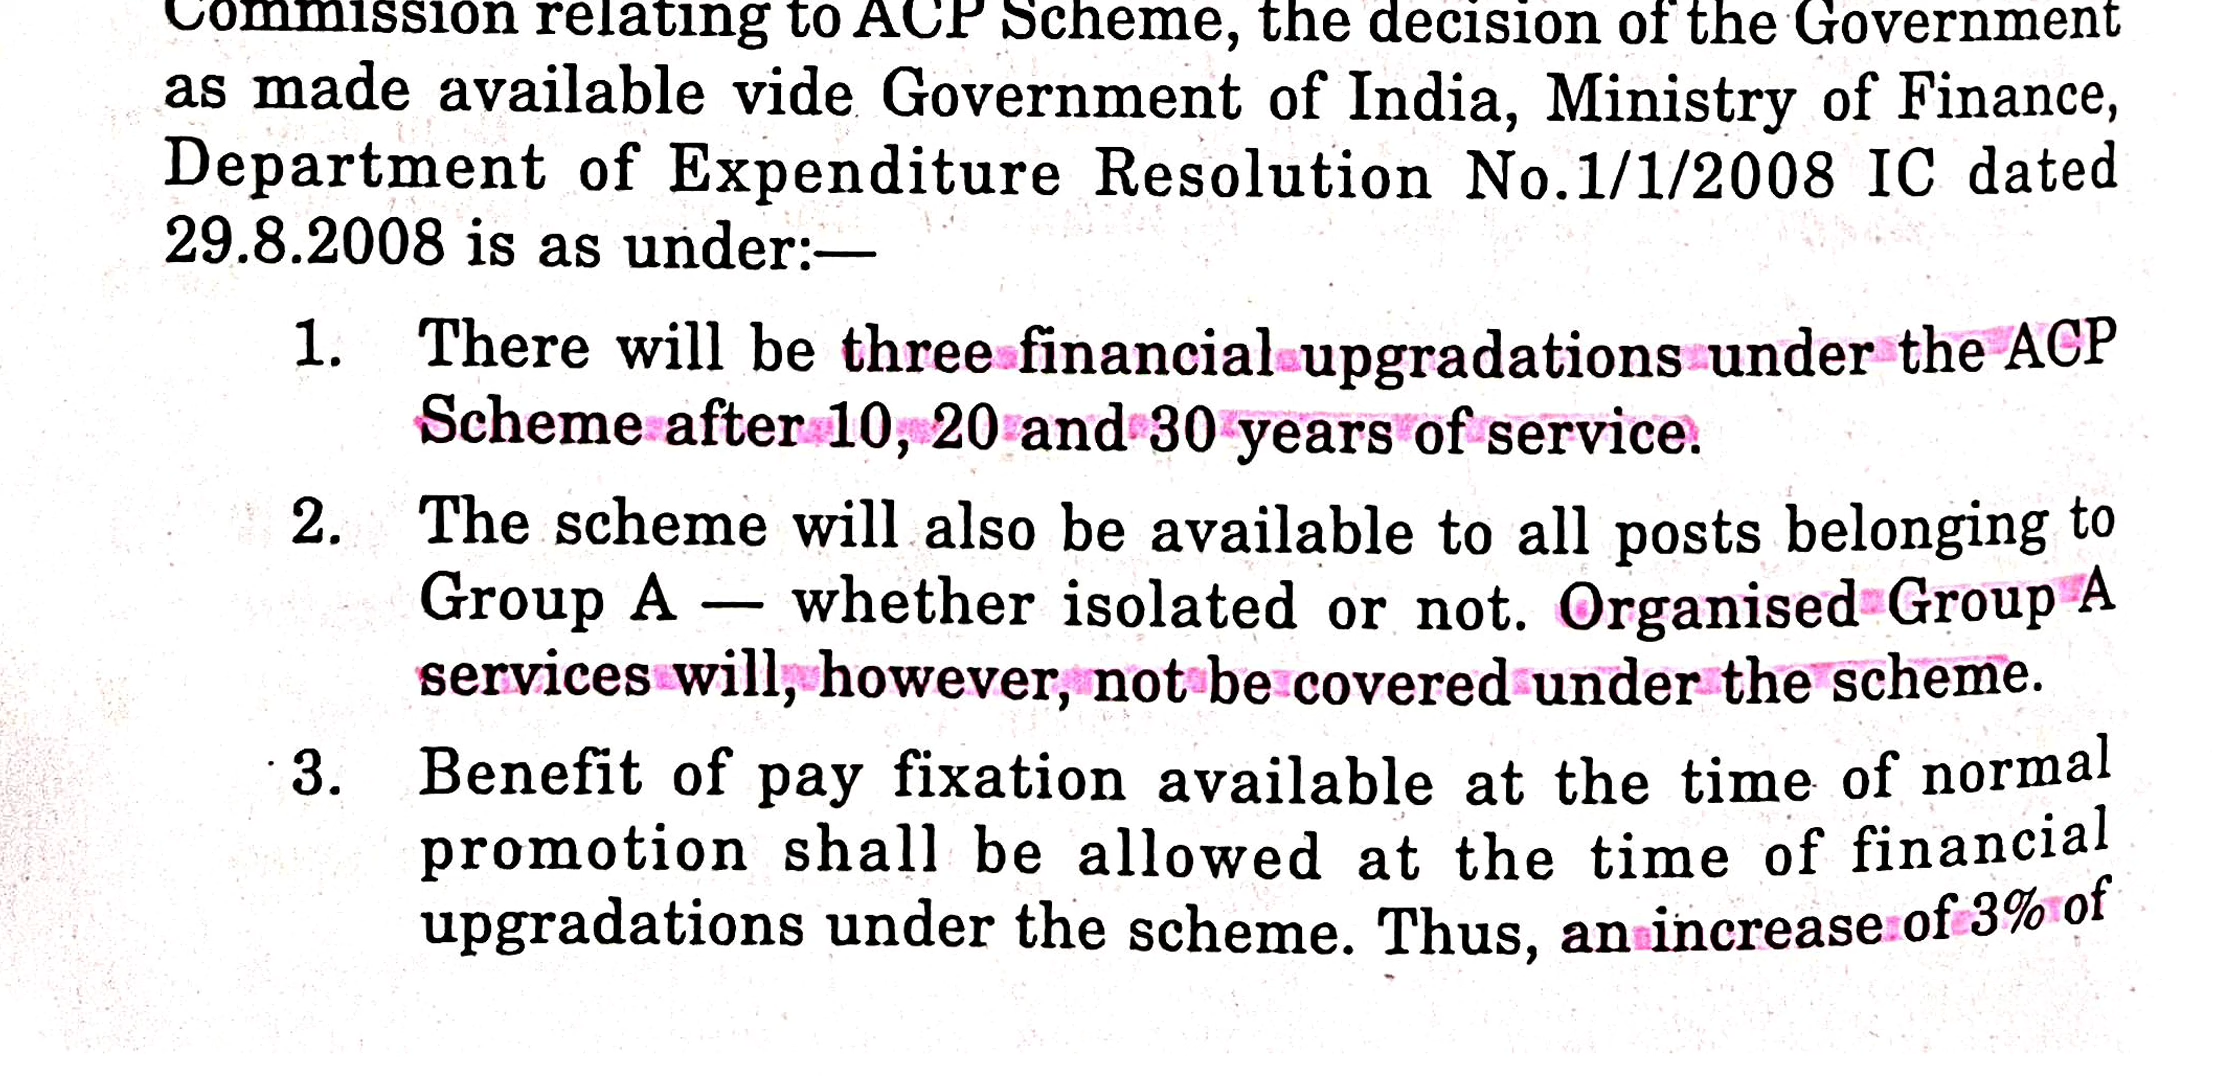 Commission relating to ACP Scheme, the decision of the Government
as made available vide Government of India, Ministry of Finance,
Department of Expenditure Resolution No.1/1/2008 IC dated
29.8.2008 is as under:—
1. There will be three financial upgradations under the ACP
Scheme after 10, 20 and 30 years of service.
2. The scheme will also be available to all posts belonging to
Group A — whether isolated or not. Organised Group A
services will, however, not be covered under the scheme.
3. Benefit of pay fixation available at the time of normal
promotion shall be allowed at the time of financial
upgradations under the scheme. Thus, an increase of 3% of